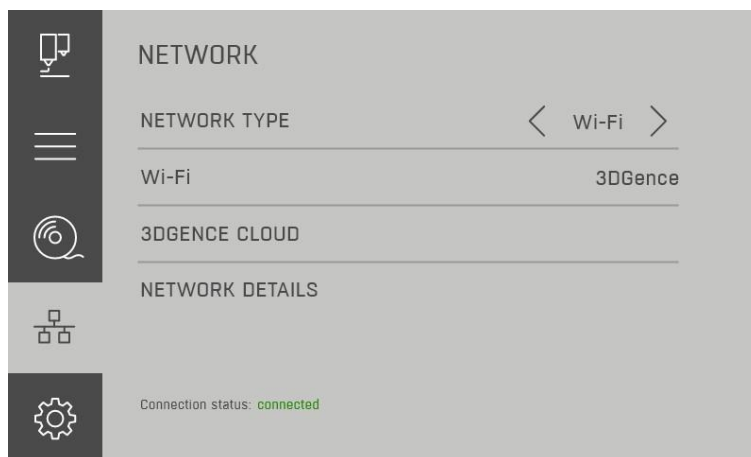 NETWORK
NETWORK TYPE Wi-Fi
Wi-Fi 3DGence
3DGENCE CLOUD
NETWORK DETAILS
Connection status: connected